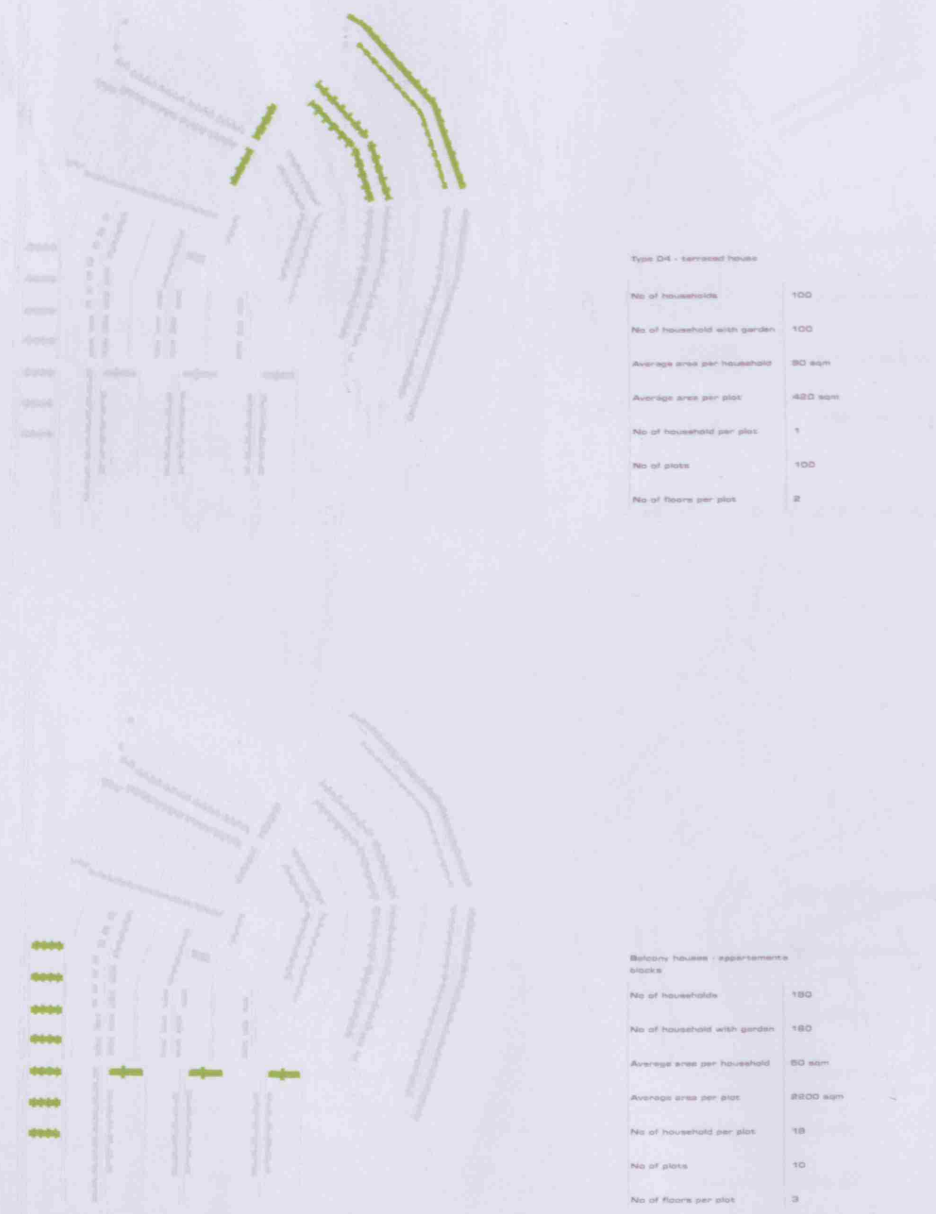 Type D4 - terraced house
No of households 100
No of household with garden 100
Average area per household 90 sqm
Average area per plot 420 sqm
No of household per plot 1
No of plots 100
No of floors per plot 2
Balcony houses - appartements
blocks
No of households 180
No of household with garden 180
Average area per household 60 sqm
Average area per plot 2200 sqm
No of household per plot 18
No of plots 10
No of floors per plot 3